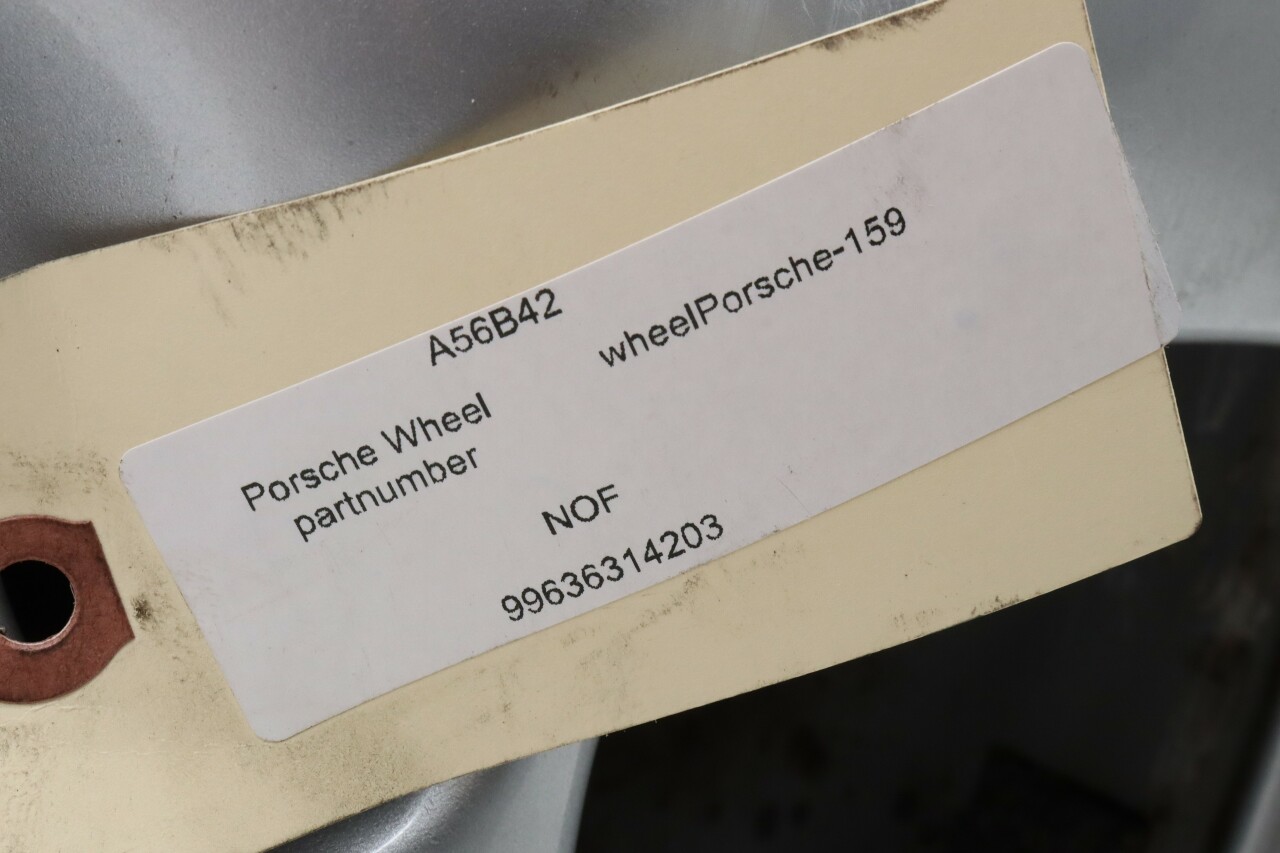 A56B42
wheelPorsche-159
Porsche Wheel
partnumber
NOF
99636314203